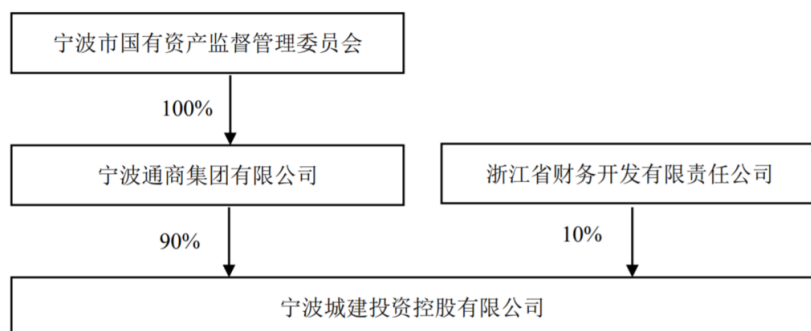 宁波市国有资产监督管理委员会
100%
宁波通商集团有限公司
浙江省财务开发有限责任公司
90%
10%
宁波城建投资控股有限公司